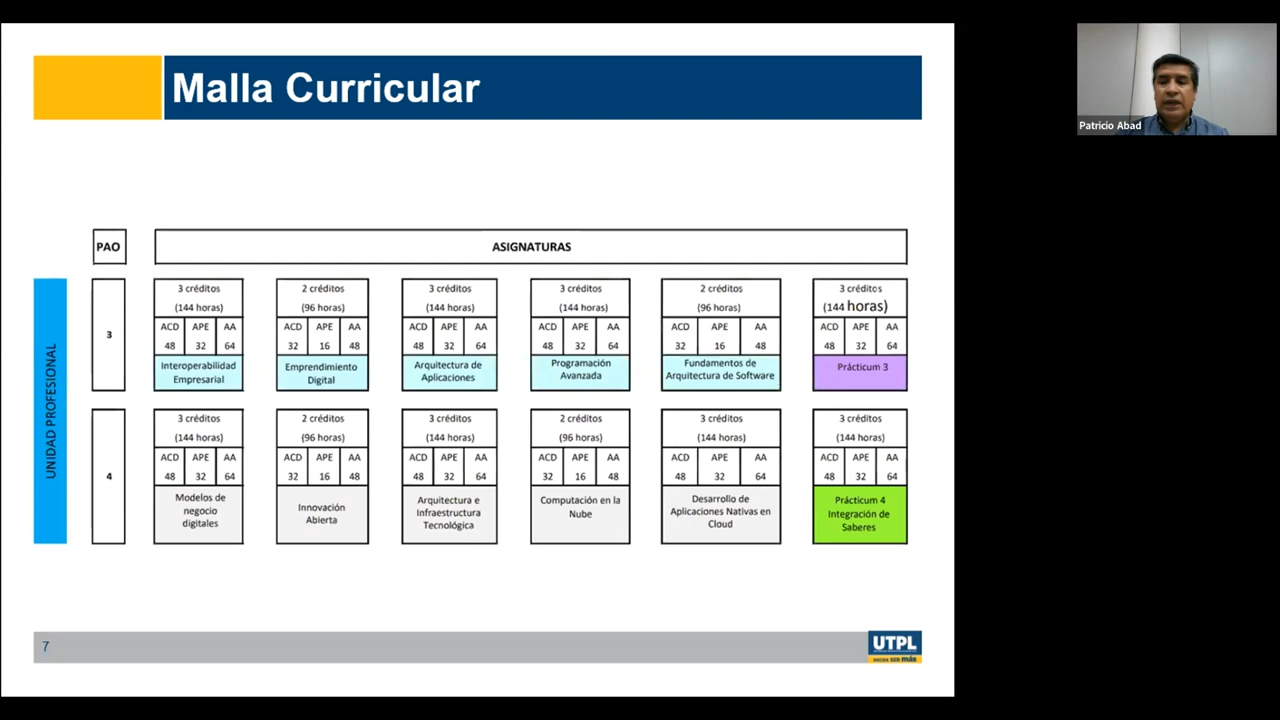 Malla Curricular
Patricio Abad
PAO
ASIGNATURAS
UNIDAD PROFESIONAL
3
3 créditos
(144 horas)
ACD APE AA
48 32 64
Interoperabilidad
Empresarial
2 créditos
(96 horas)
ACD APE AA
32 16 48
Emprendimiento
Digital
3 créditos
(144 horas)
ACD APE AA
48 32 64
Arquitectura de
Aplicaciones
3 créditos
(144 horas)
ACD APE AA
48 32 64
Programación
Avanzada
2 créditos
(96 horas)
ACD APE AA
32 16 48
Fundamentos de
Arquitectura de Software
3 créditos
(144 horas)
ACD APE AA
48 32 64
Prácticum 3
4
3 créditos
(144 horas)
ACD APE AA
48 32 64
Modelos de
negocio
digitales
2 créditos
(96 horas)
ACD APE AA
32 16 48
Innovación
Abierta
3 créditos
(144 horas)
ACD APE AA
48 32 64
Arquitectura e
Infraestructura
Tecnológica
2 créditos
(96 horas)
ACD APE AA
32 16 48
Computación en la
Nube
3 créditos
(144 horas)
ACD APE AA
48 32 64
Desarrollo de
Aplicaciones Nativas en
Cloud
3 créditos
(144 horas)
ACD APE AA
48 32 64
Prácticum 4
Integración de
Saberes
7
UTPL
DECIDE SER más